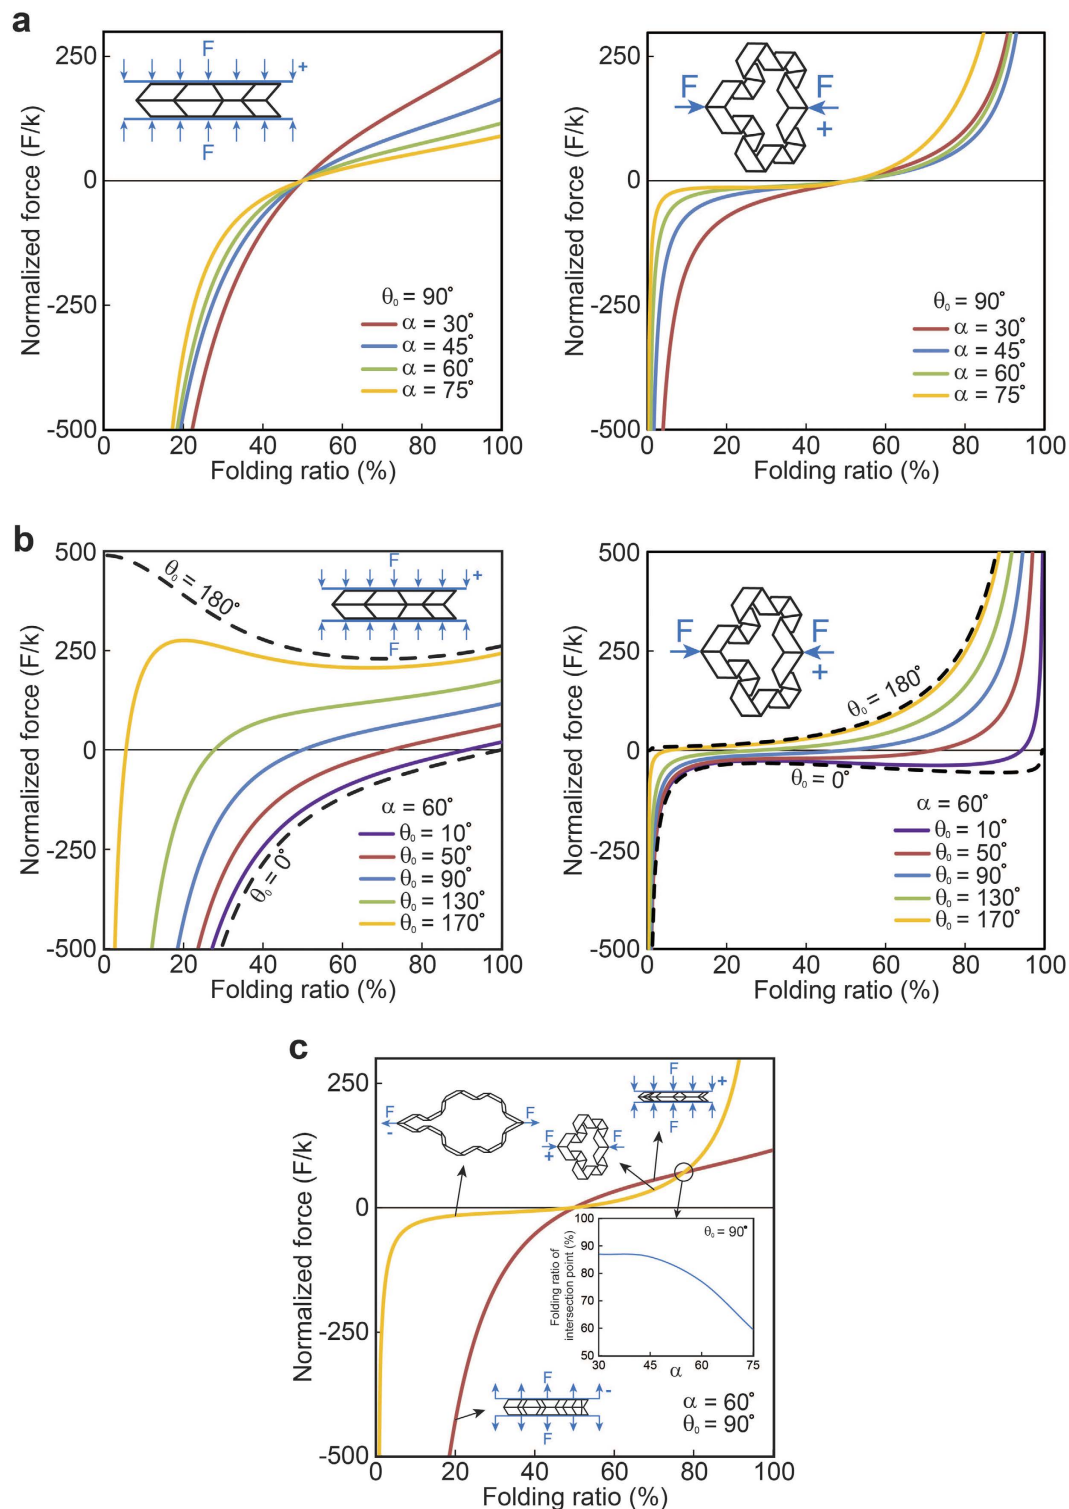 a
250
0
-250
-500
Normalized force (F/k)
F
+
F
θ₀ = 90°
α = 30°
α = 45°
α = 60°
α = 75°
0 20 40 60 80 100
Folding ratio (%)
250
0
-250
-500
Normalized force (F/k)
F F
+
θ₀ = 90°
α = 30°
α = 45°
α = 60°
α = 75°
0 20 40 60 80 100
Folding ratio (%)
b
500
250
0
-250
-500
Normalized force (F/k)
θ₀ = 180°
F
+
F
θ₀ = 0°
α = 60°
θ₀ = 10°
θ₀ = 50°
θ₀ = 90°
θ₀ = 130°
θ₀ = 170°
0 20 40 60 80 100
Folding ratio (%)
500
250
0
-250
-500
Normalized force (F/k)
F F
+
θ₀ = 180°
θ₀ = 0°
α = 60°
θ₀ = 10°
θ₀ = 50°
θ₀ = 90°
θ₀ = 130°
θ₀ = 170°
0 20 40 60 80 100
Folding ratio (%)
c
250
0
-250
-500
Normalized force (F/k)
F F
-
F F
+
F
+
F
100
90
80
70
60
50
Folding ratio of
intersection point (%)
θ₀ = 90°
30 45 60 75
α
F
-
F
α = 60°
θ₀ = 90°
0 20 40 60 80 100
Folding ratio (%)